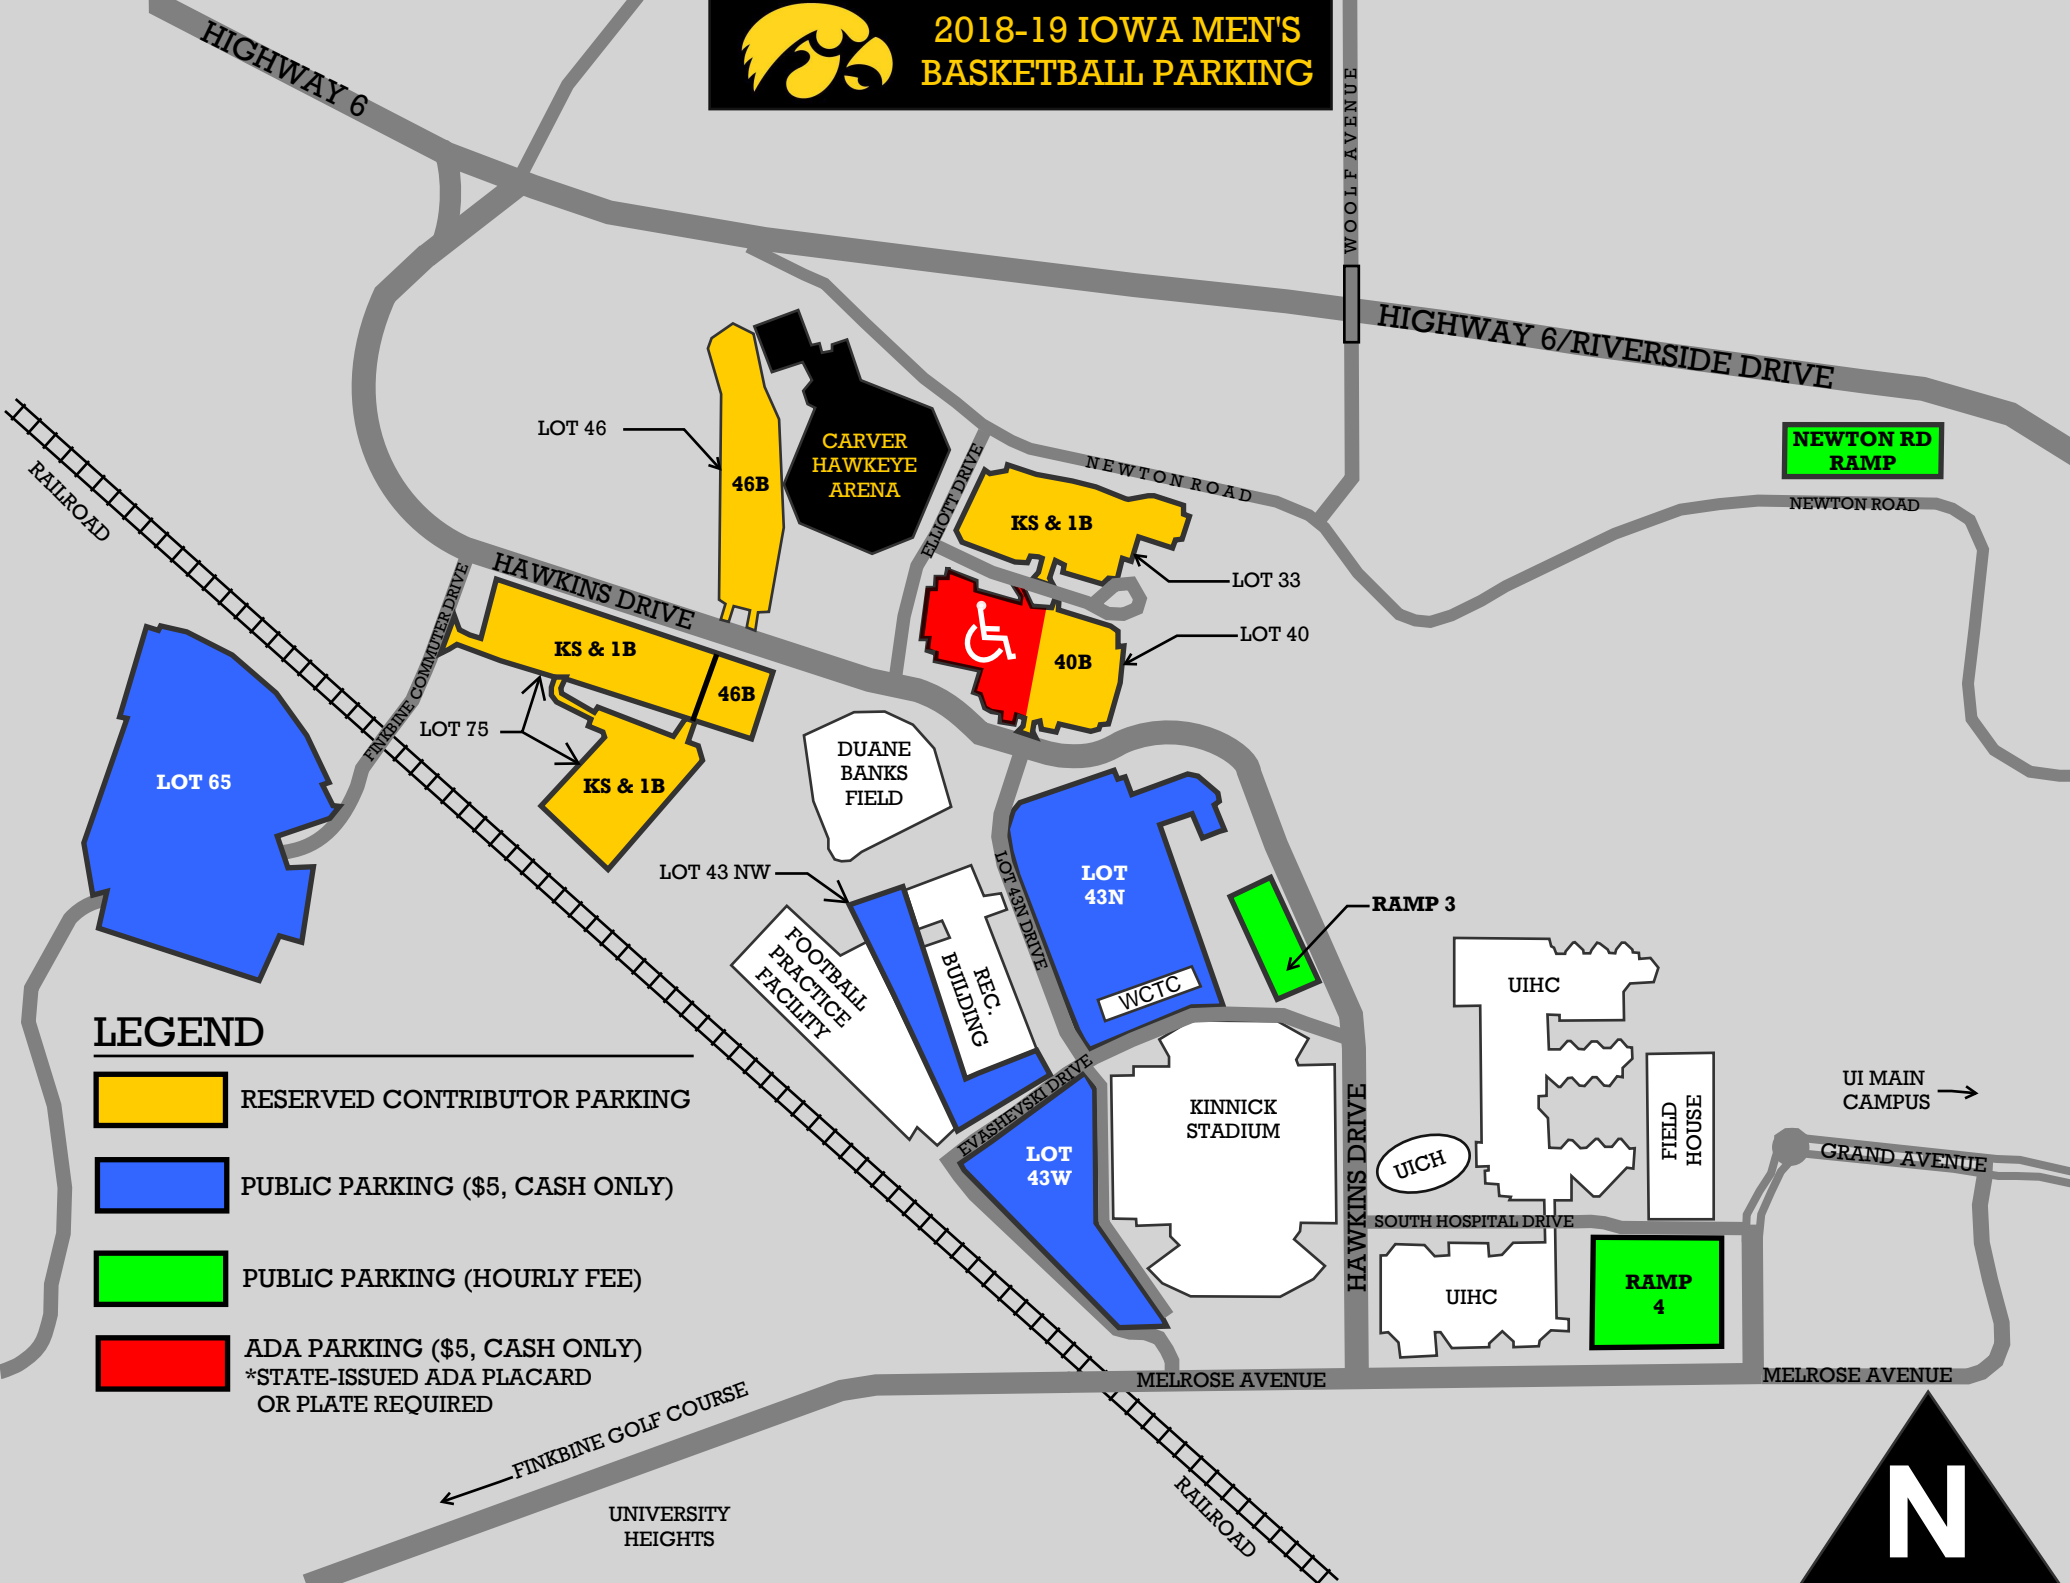 2018-19 IOWA MEN'S
BASKETBALL PARKING
HIGHWAY 6
WOOLF AVENUE
HIGHWAY 6/RIVERSIDE DRIVE
NEWTON RD
RAMP
NEWTON ROAD
NEWTON ROAD
LOT 46
46B
CARVER
HAWKEYE
ARENA
ELLIOTT DRIVE
KS & 1B
LOT 33
LOT 40
40B
RAILROAD
HAWKINS DRIVE
FINKBINE COMMUTER DRIVE
KS & 1B
46B
LOT 75
KS & 1B
LOT 65
DUANE
BANKS
FIELD
LOT 43 NW
LOT 43N DRIVE
LOT
43N
RAMP 3
WCTC
FOOTBALL
PRACTICE
FACILITY
REC.
BUILDING
EVASHEVSKI DRIVE
LOT
43W
KINNICK
STADIUM
HAWKINS DRIVE
UIHC
UICH
FIELD
HOUSE
UI MAIN
CAMPUS
GRAND AVENUE
SOUTH HOSPITAL DRIVE
UIHC
RAMP
4
MELROSE AVENUE
MELROSE AVENUE
LEGEND
RESERVED CONTRIBUTOR PARKING
PUBLIC PARKING ($5, CASH ONLY)
PUBLIC PARKING (HOURLY FEE)
ADA PARKING ($5, CASH ONLY)
*STATE-ISSUED ADA PLACARD
OR PLATE REQUIRED
FINKBINE GOLF COURSE
UNIVERSITY
HEIGHTS
RAILROAD
N